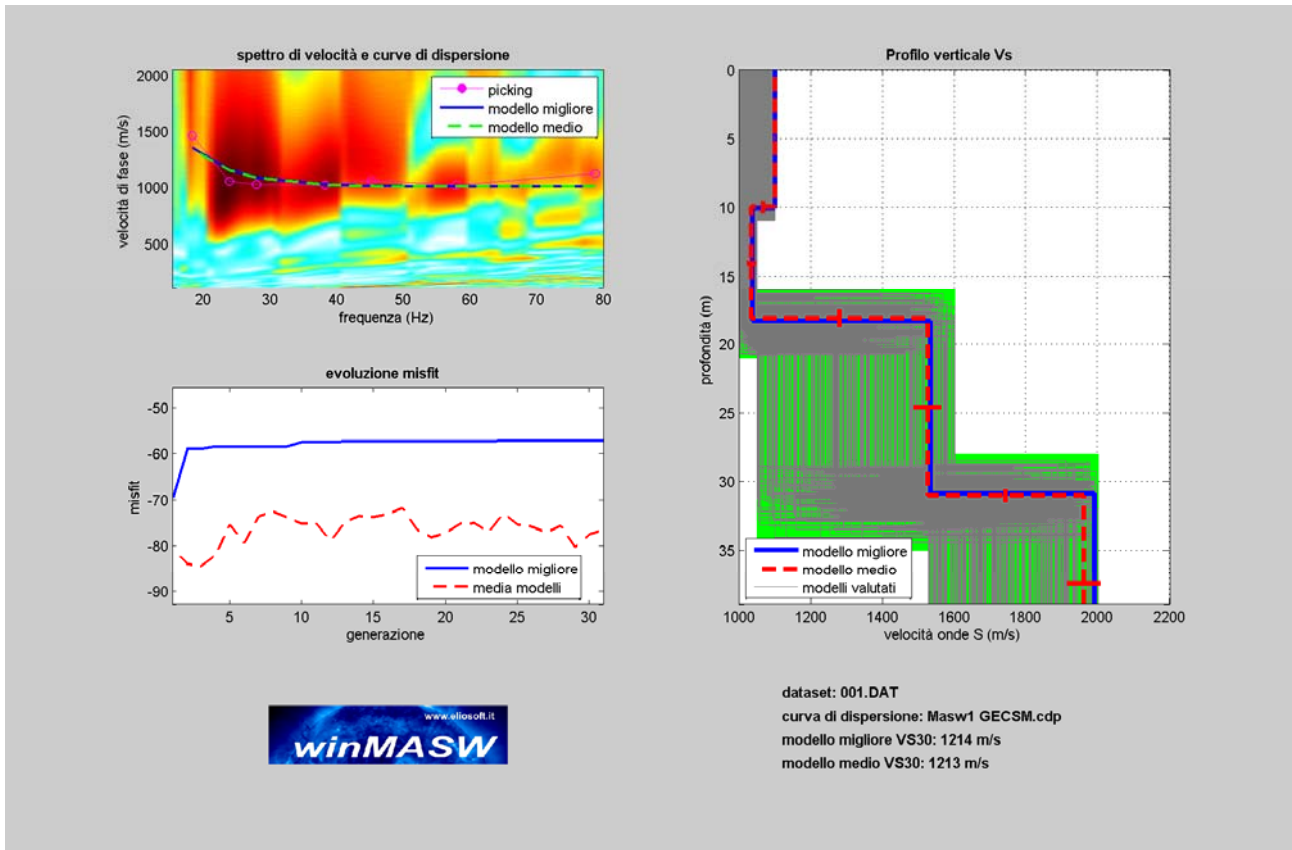 spettro di velocità e curve di dispersione
2000
1500
1000
500
velocità di fase (m/s)
picking
modello migliore
modello medio
20 30 40 50 60 70 80
frequenza (Hz)
evoluzione misfit
-50
-60
-70
-80
-90
misfit
modello migliore
media modelli
5 10 15 20 25 30
generazione
www.eliosoft.it
winMASW
Profilo verticale Vs
0
5
10
15
20
25
30
35
profondità (m)
modello migliore
modello medio
modelli valutati
1000 1200 1400 1600 1800 2000 2200
velocità onde S (m/s)
dataset: 001.DAT
curva di dispersione: Masw1 GECSM.cdp
modello migliore VS30: 1214 m/s
modello medio VS30: 1213 m/s